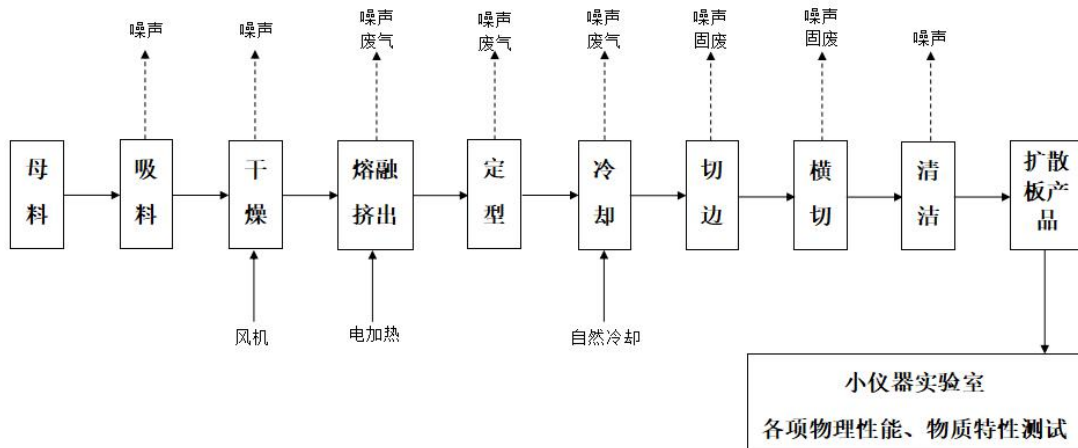 噪声
噪声
噪声
废气
噪声
废气
噪声
废气
噪声
固废
噪声
固废
噪声
母料
吸料
干燥
熔融
挤出
定型
冷却
切边
横切
清洁
扩散
板产
品
风机
电加热
自然冷却
小仪器实验室
各项物理性能、物质特性测试